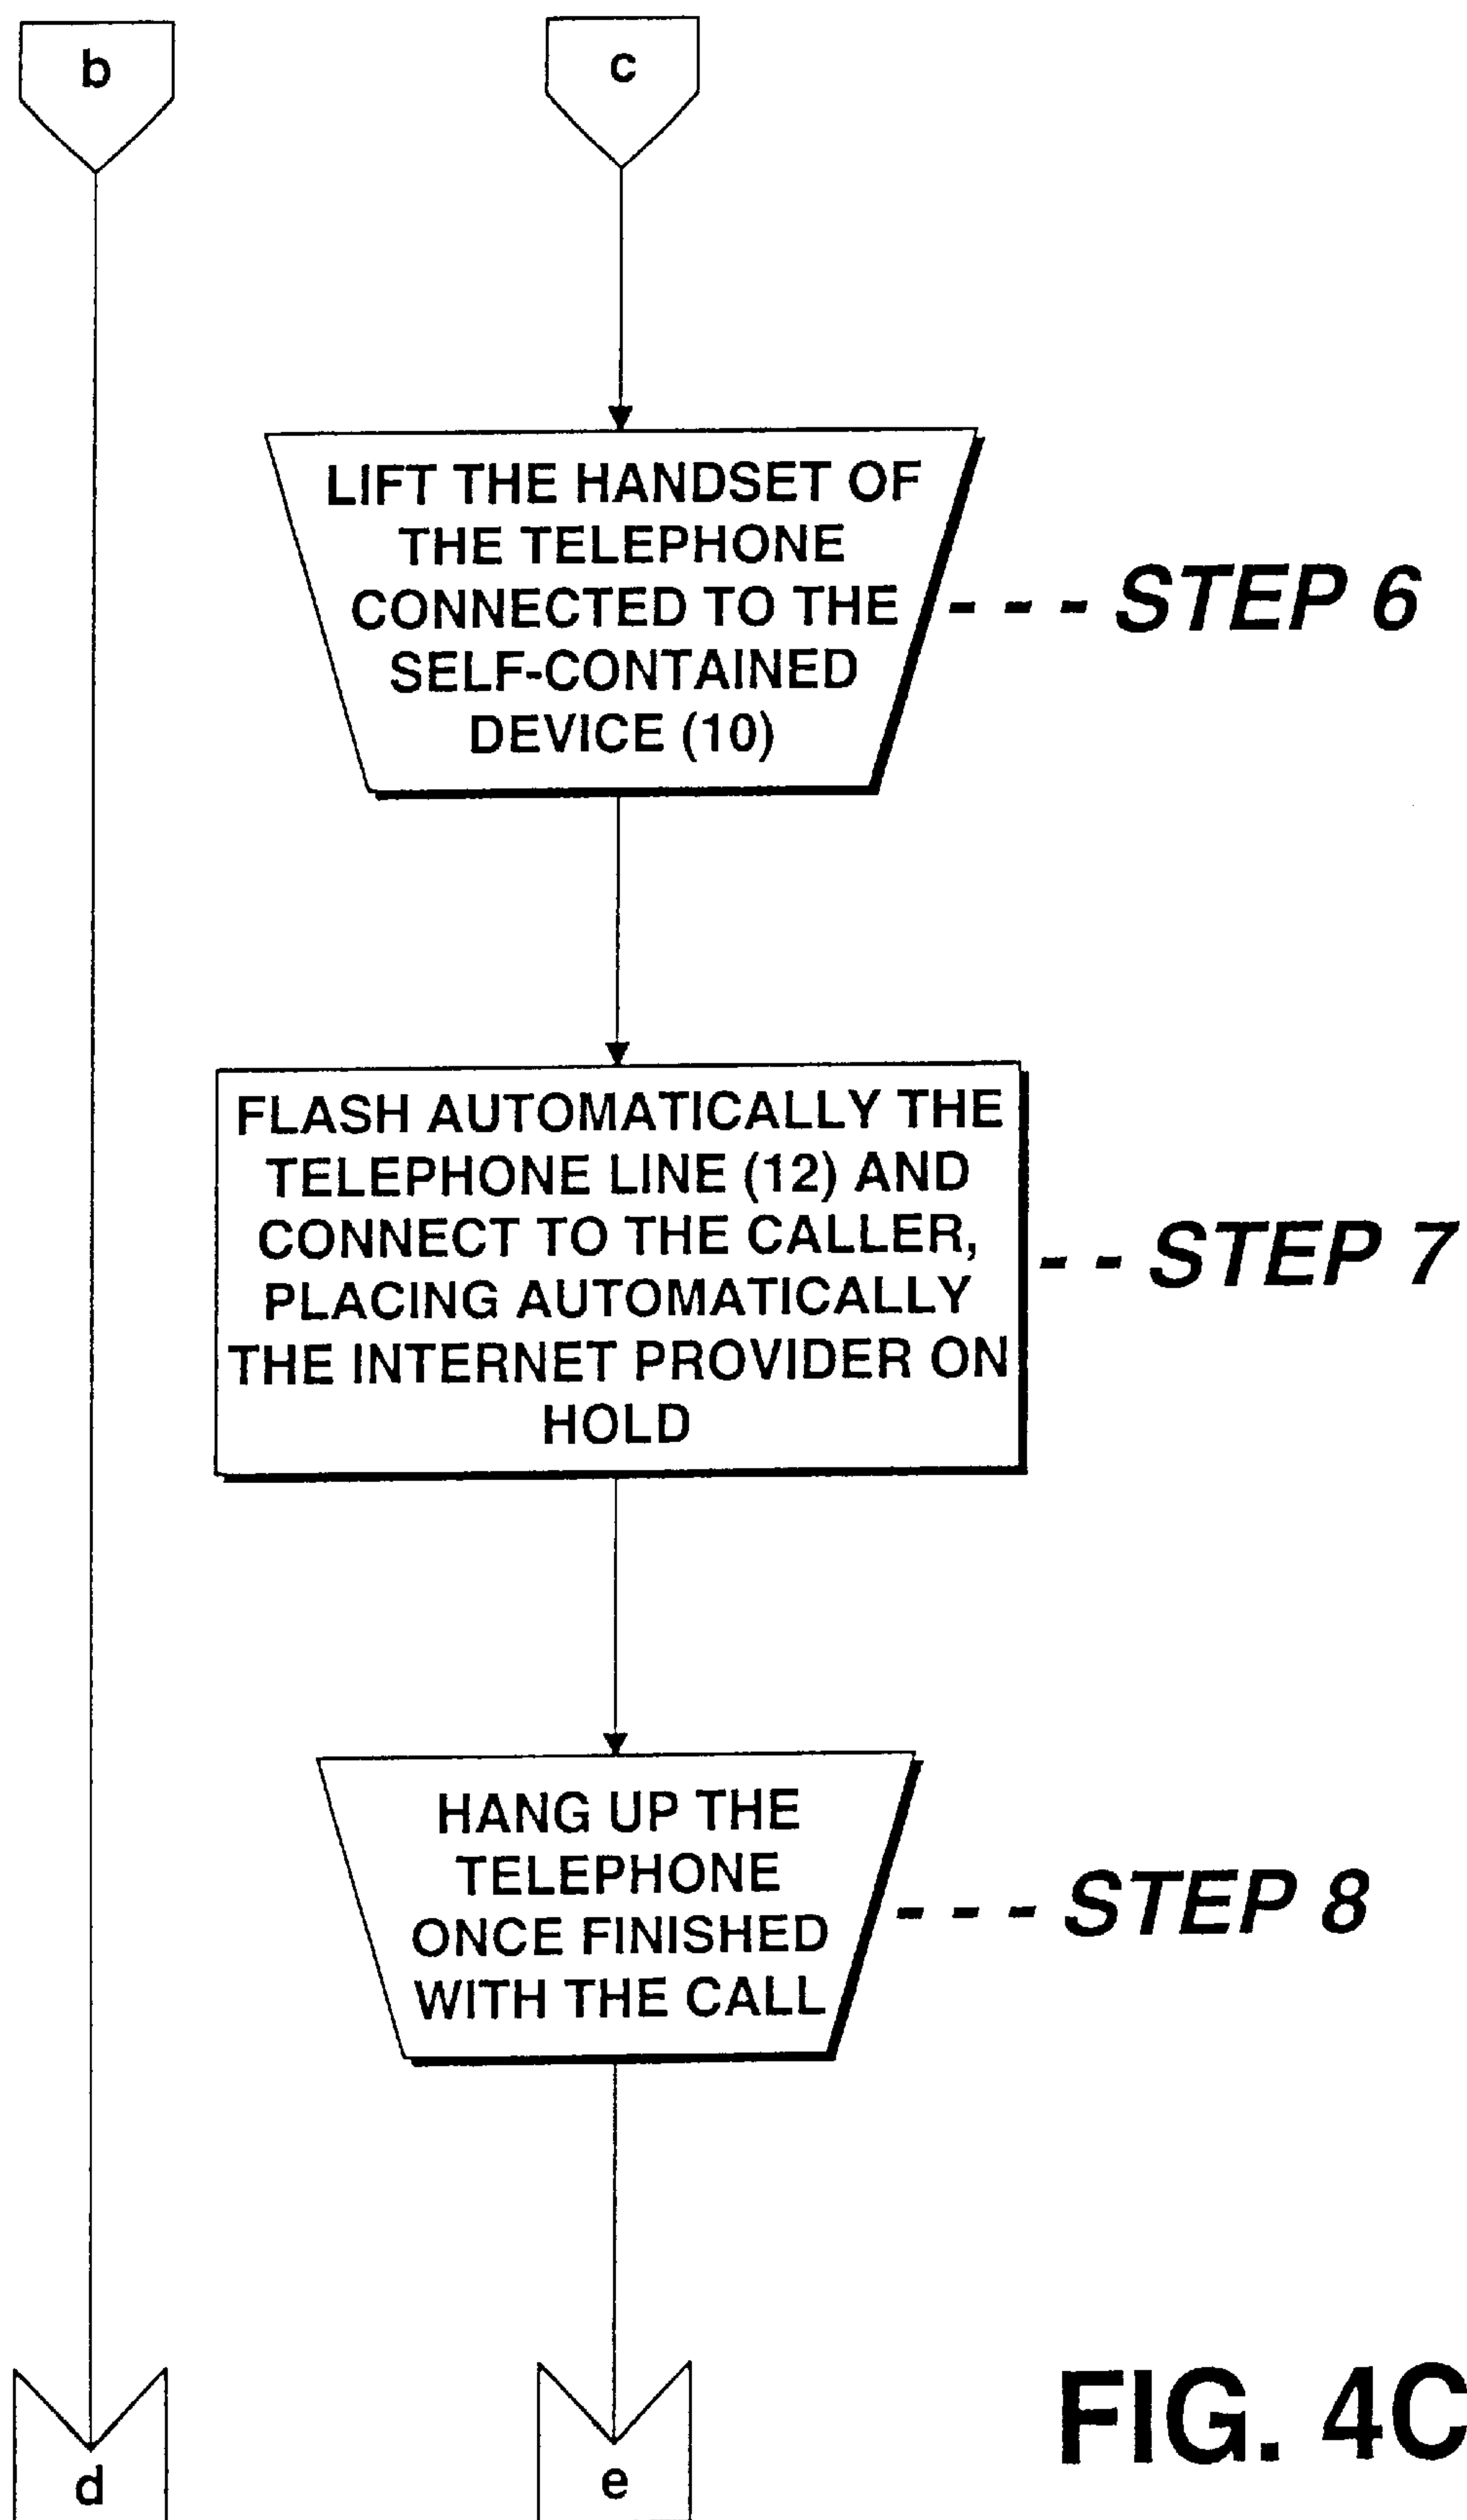 b
c
LIFT THE HANDSET OF
THE TELEPHONE
CONNECTED TO THE
SELF-CONTAINED
DEVICE (10)
--- STEP 6
FLASH AUTOMATICALLY THE
TELEPHONE LINE (12) AND
CONNECT TO THE CALLER,
PLACING AUTOMATICALLY
THE INTERNET PROVIDER ON
HOLD
-- STEP 7
HANG UP THE
TELEPHONE
ONCE FINISHED
WITH THE CALL
--- STEP 8
d
e
FIG. 4C